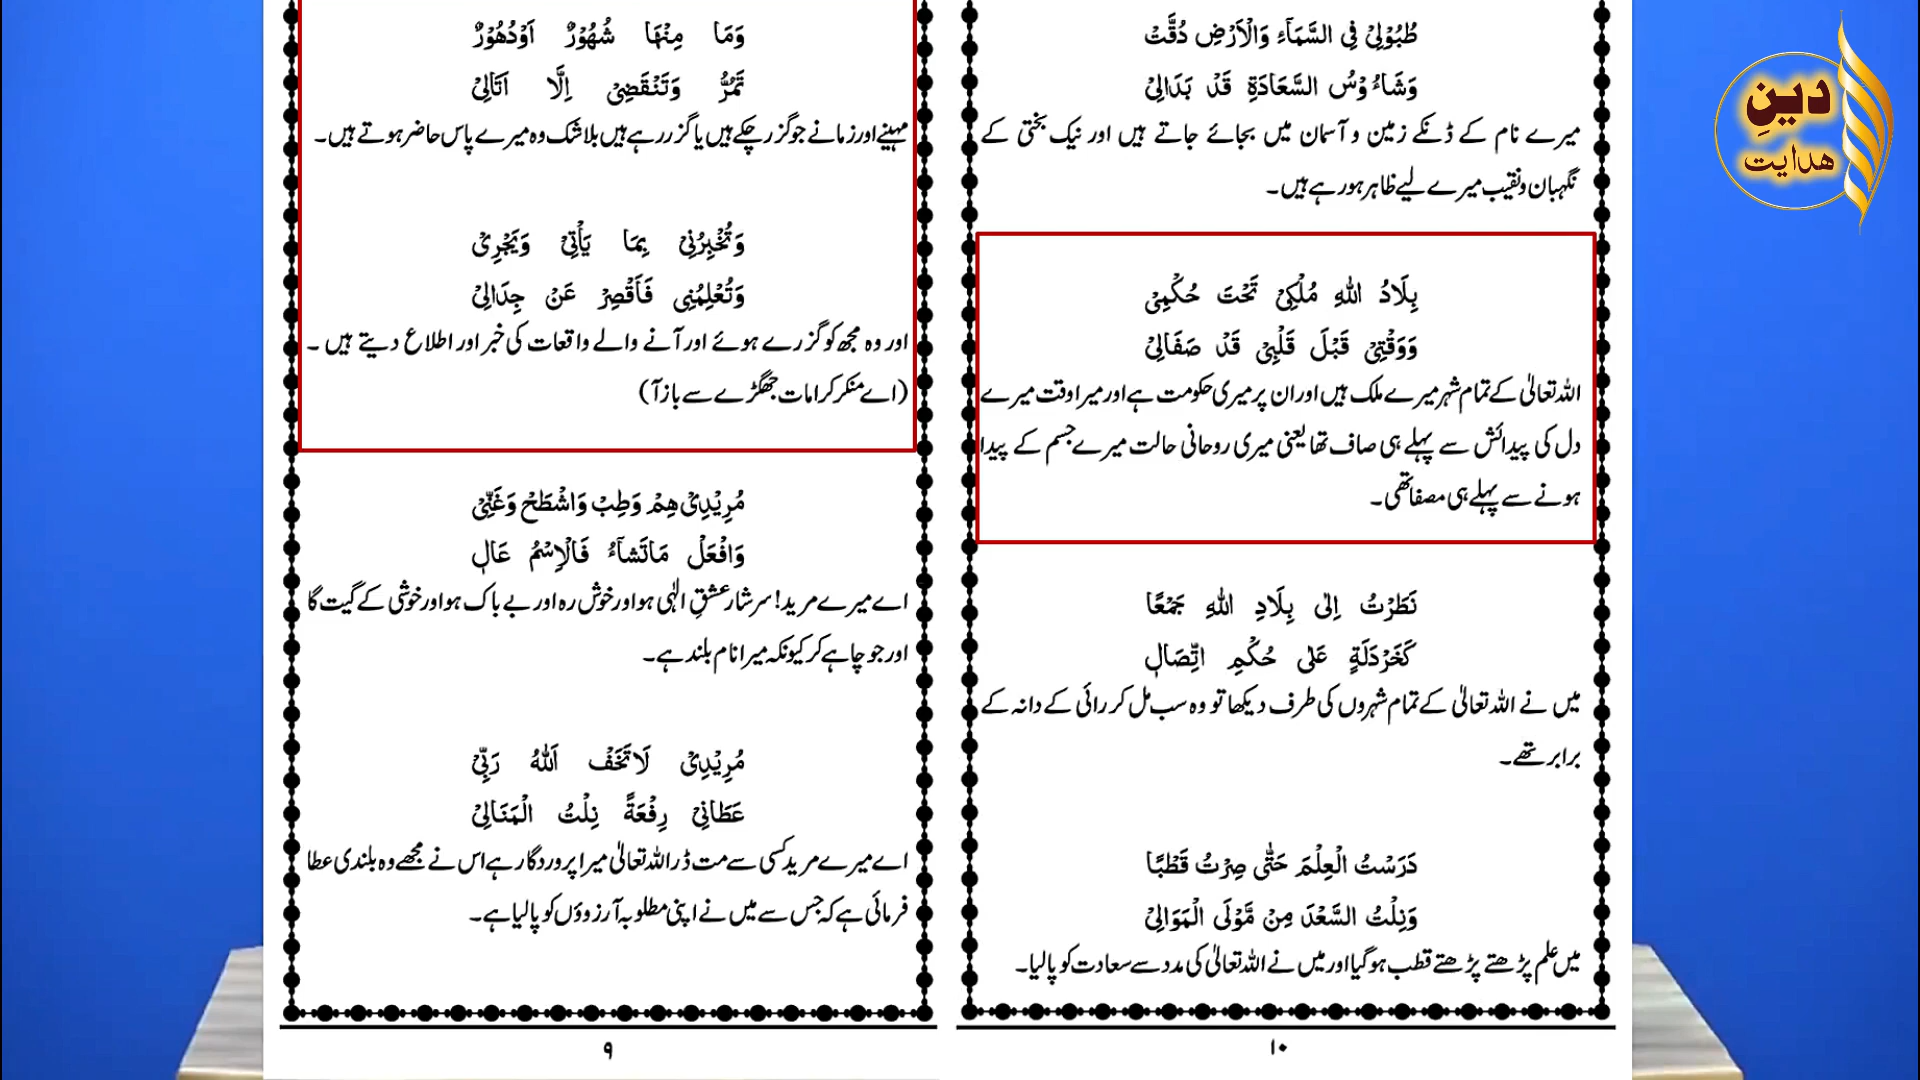 وَمَا مِنْهَا شُهُوْرٌ اَوْدُهُوْرٌ
تَمُرُّ وَتَنْقَضِيْ اِلَّا اَتَالِيْ
مہینے اور زمانے جو گزر چکے ہیں یا گزر رہے ہیں بلاشک وہ میرے پاس حاضر ہوتے ہیں۔
وَتُخْبِرُنِيْ بِمَا يَأْتِيْ وَيَجْرِيْ
وَتُعْلِمُنِي فَأَقْصِرْ عَنْ جِدَالِيْ
اور وہ مجھ کو گزرے ہوئے اور آنے والے واقعات کی خبر اور اطلاع دیتے ہیں ۔
(اے منکر کرامات جھگڑے سے باز آ)
مُرِيْدِيْ هِمْ وَطِبْ وَاشْطَحْ وَغَنِّيْ
وَافْعَلْ مَاتَشآءُ فَالْاِسْمُ عَالٍ
اے میرے مرید! سرشار عشقِ الٰہی ہو اور خوش رہ اور بے باک ہو اور خوشی کے گیت گا
اور جو چاہے کر کیونکہ میرا نام بلند ہے۔
مُرِيْدِيْ لَاتَخَفْ اَللّٰهُ رَبِّيْ
عَطَانِيْ رِفْعَةً نِلْتُ الْمَنَالِيْ
اے میرے مرید کسی سے مت ڈر اللہ تعالیٰ میرا پروردگار ہے اس نے مجھے وہ بلندی عطا
فرمائی ہے کہ جس سے میں نے اپنی مطلوبہ آرزوؤں کو پالیا ہے۔
۹
طُبُوْلِيْ فِي السَّمَآءِ وَالْاَرْضِ دُقَّتْ
وَشَاءُوْسُ السَّعَادَةِ قَدْ بَدَالِيْ
میرے نام کے ڈنکے زمین و آسمان میں بجائے جاتے ہیں اور نیک بختی کے
نگہبان و نقیب میرے لیے ظاہر ہو رہے ہیں۔
بِلَادُ اللّٰهِ مُلْكِيْ تَحْتَ حُكْمِيْ
وَوَقْتِيْ قَبْلَ قَلْبِيْ قَدْ صَفَالِيْ
اللہ تعالیٰ کے تمام شہر میرے ملک ہیں اور ان پر میری حکومت ہے اور میرا وقت میرے
دل کی پیدائش سے پہلے ہی صاف تھا یعنی میری روحانی حالت میرے جسم کے پیدا
ہونے سے پہلے ہی مصفا تھی۔
نَظَرْتُ اِلٰى بِلَادِ اللّٰهِ جَمْعًا
كَخَرْدَلَةٍ عَلٰى حُكْمِ اتِّصَالٍ
میں نے اللہ تعالیٰ کے تمام شہروں کی طرف دیکھا تو وہ سب مل کر رائی کے دانہ کے
برابر تھے۔
دَرَسْتُ الْعِلْمَ حَتّٰى صِرْتُ قُطْبًا
وَنِلْتُ السَّعْدَ مِنْ مَّوْلَى الْمَوَالِيْ
میں علم پڑھتے پڑھتے قطب ہو گیا اور میں نے اللہ تعالیٰ کی مدد سے سعادت کو پالیا۔
۱۰
دینِ
ھدایت